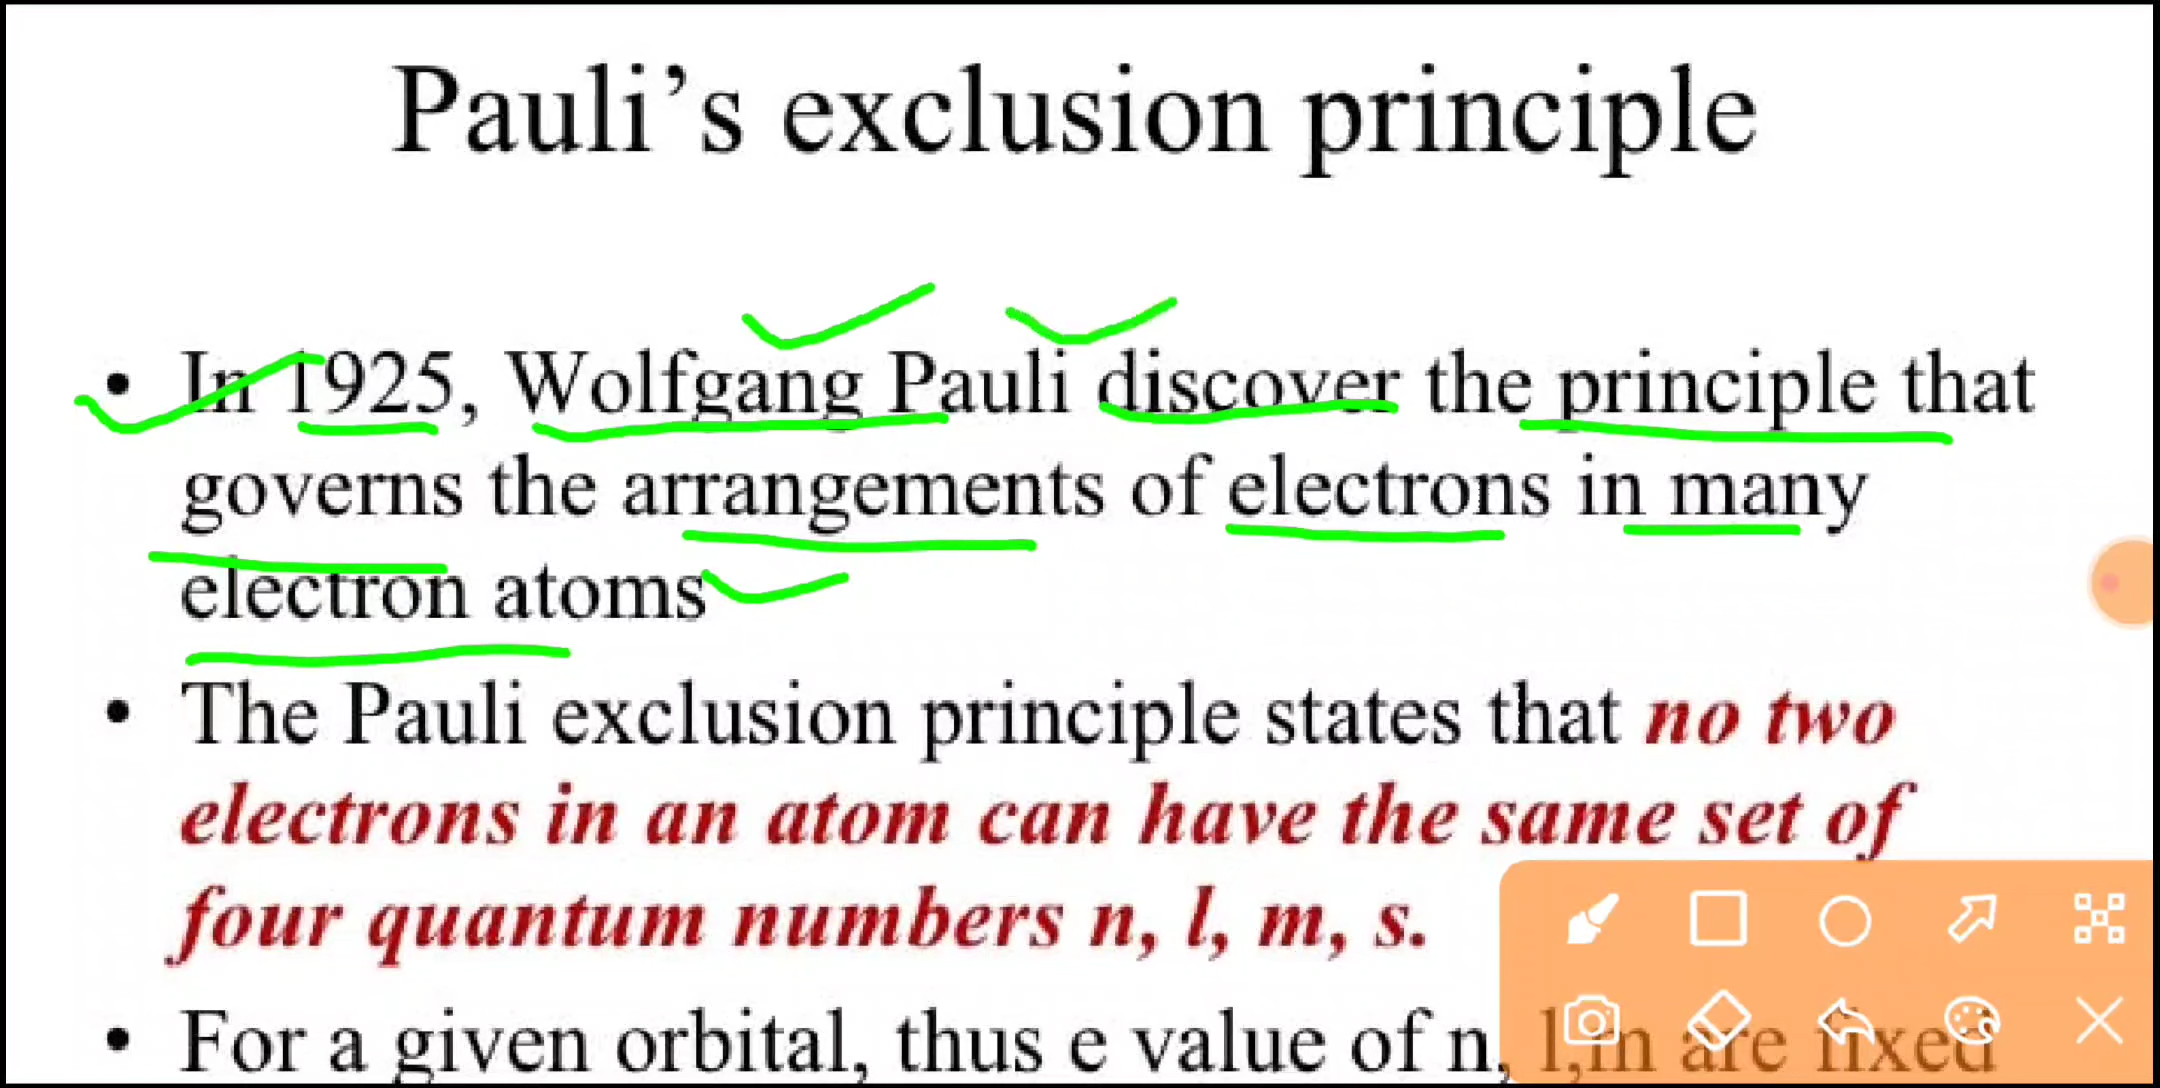 Pauli’s exclusion principle
• In 1925, Wolfgang Pauli discover the principle that
governs the arrangements of electrons in many
electron atoms
• The Pauli exclusion principle states that no two
electrons in an atom can have the same set of
four quantum numbers n, l, m, s.
• For a given orbital, thus e value of n, l,m are fixed